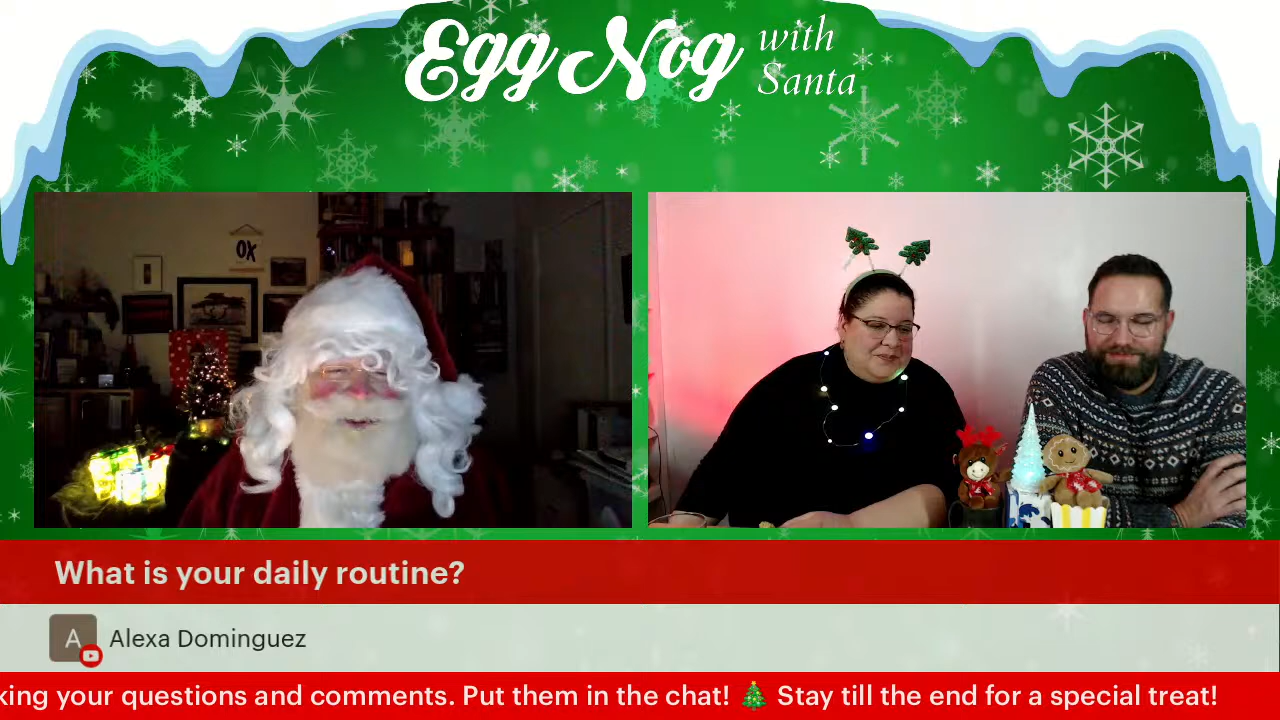 Egg Nog with
Santa
OX
What is your daily routine?
A Alexa Dominguez
king your questions and comments. Put them in the chat! 🎄 Stay till the end for a special treat!